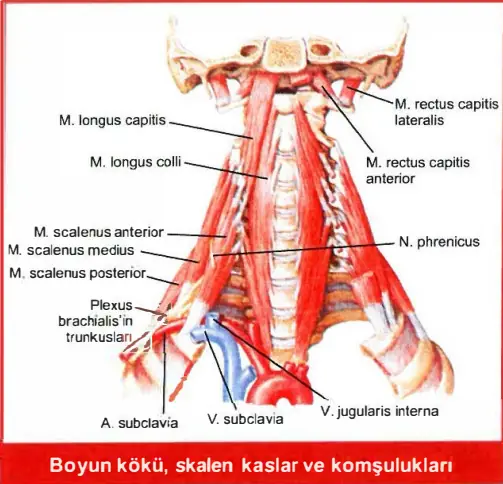 M. longus capitis
M. rectus capitis
lateralis
M. longus colli
M. rectus capitis
anterior
M. scalenus anterior
M. scalenus medius
N. phrenicus
M. scalenus posterior
Plexus
brachialis'in
trunkusları
A. subclavia
V. subclavia
V. jugularis interna
Boyun kökü, skalen kaslar ve komşulukları